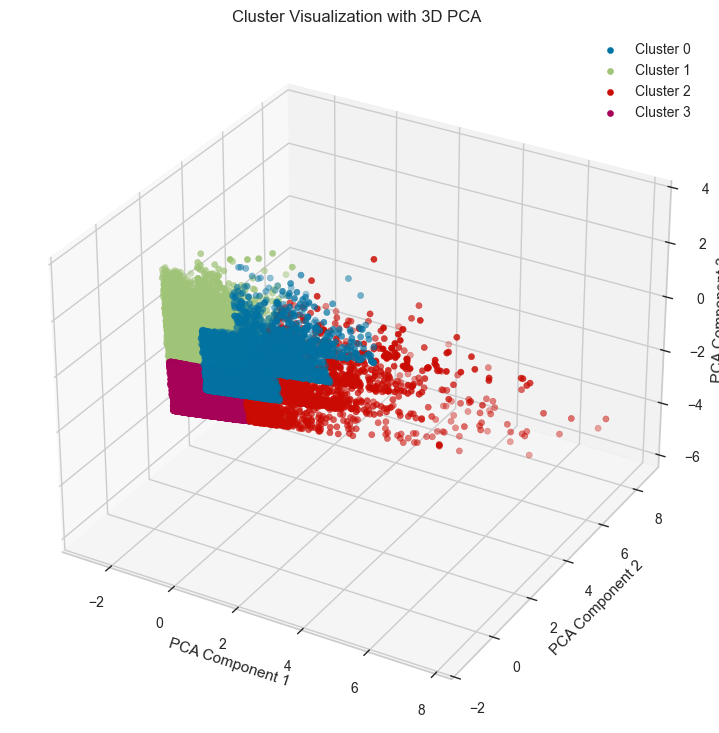 Cluster Visualization with 3D PCA
Cluster 0
Cluster 1
Cluster 2
Cluster 3
4
2
0
−2
−4
−6
PCA Component
8
6
4
2
0
−2
PCA Component 2
−2
0
2
4
6
8
PCA Component 1